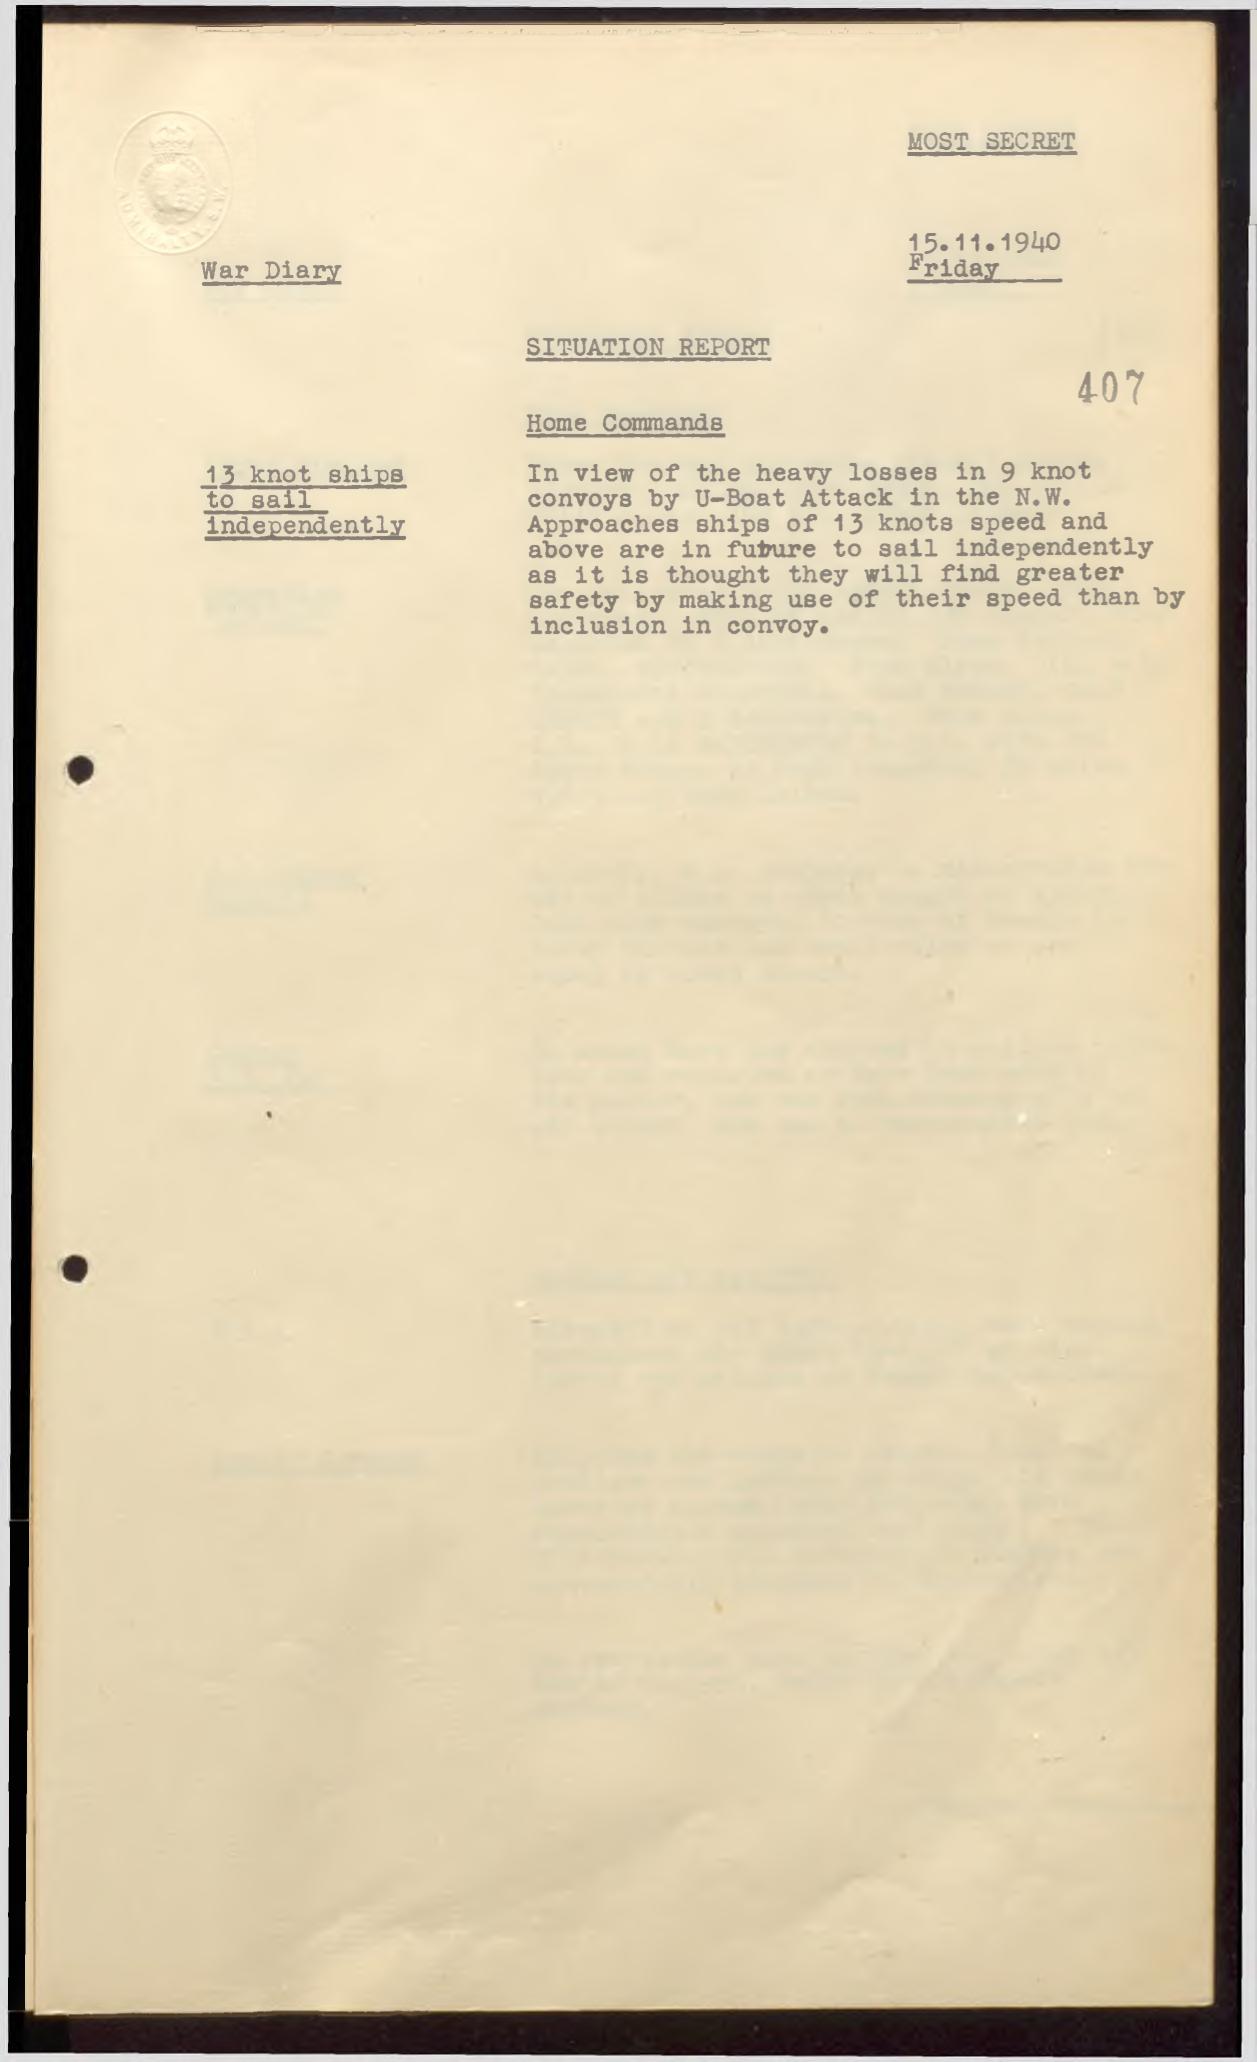 ADMIRALTY. S.W.
MOST SECRET
15.11.1940
Friday
War Diary
SITUATION REPORT
407
Home Commands
13 knot ships
to sail
independently
In view of the heavy losses in 9 knot
convoys by U-Boat Attack in the N.W.
Approaches ships of 13 knots speed and
above are in future to sail independently
as it is thought they will find greater
safety by making use of their speed than by
inclusion in convoy.